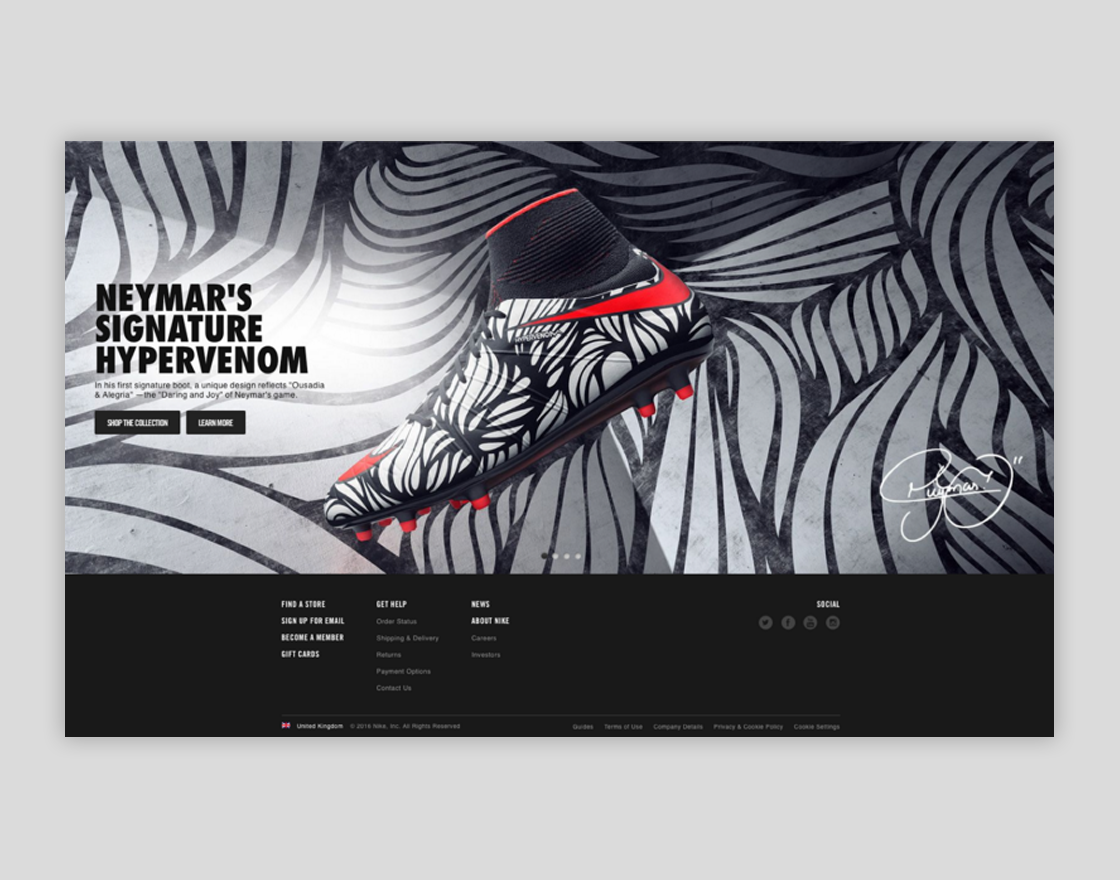 NEYMAR'S
SIGNATURE
HYPERVENOM
In his first signature boot, a unique design reflects "Ousadia
& Alegria" —the "Daring and Joy" of Neymar's game.
SHOP THE COLLECTION
LEARN MORE
HYPERVENOM
FIND A STORE
SIGN UP FOR EMAIL
BECOME A MEMBER
GIFT CARDS
GET HELP
Order Status
Shipping & Delivery
Returns
Payment Options
Contact Us
NEWS
ABOUT NIKE
Careers
Investors
SOCIAL
United Kingdom © 2016 Nike, Inc. All Rights Reserved
Guides Terms of Use Company Details Privacy & Cookie Policy Cookie Settings